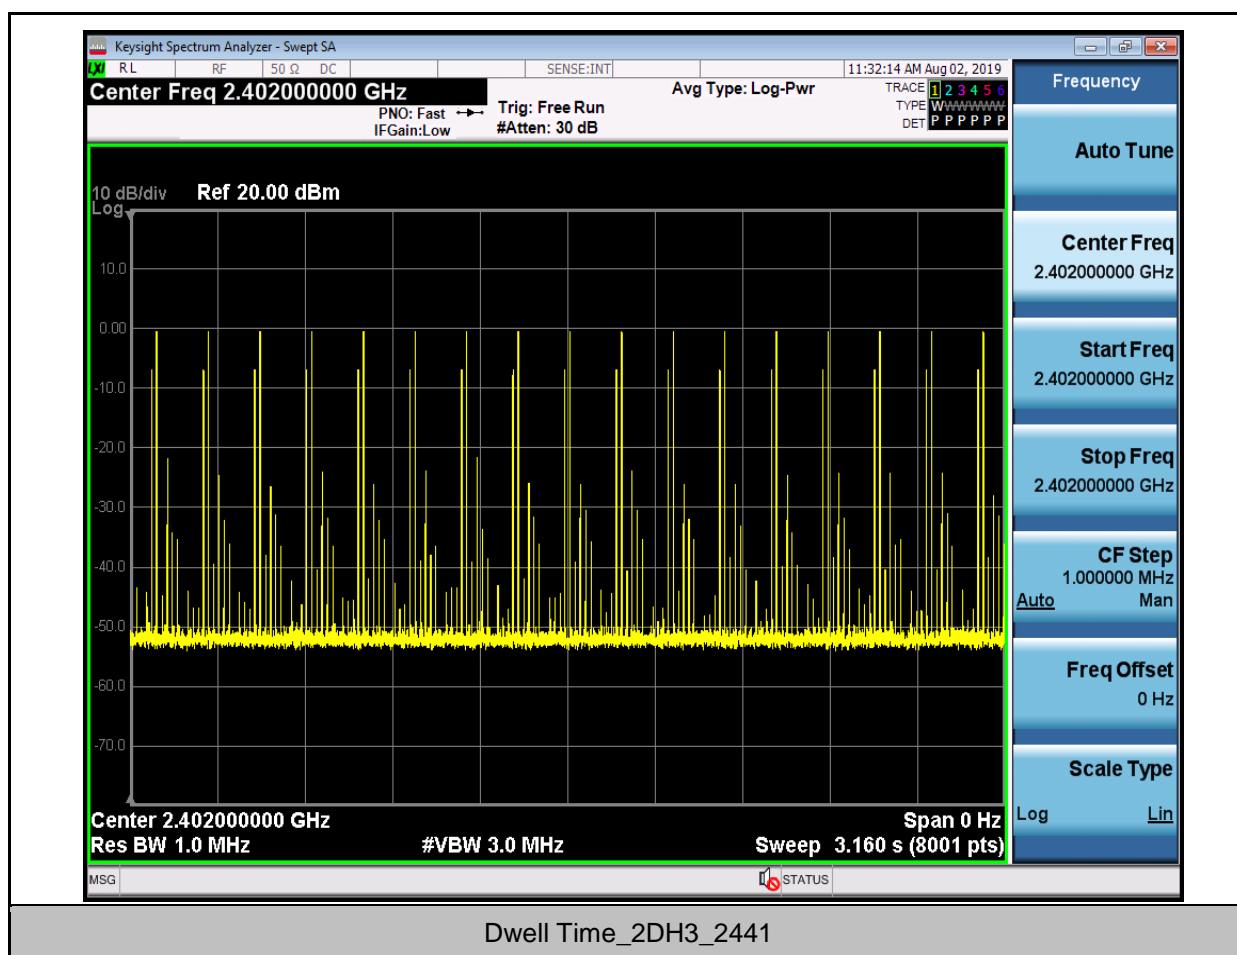 Keysight Spectrum Analyzer - Swept SA
LXI RL RF 50 Ω DC SENSE:INT 11:32:14 AM Aug 02, 2019
Center Freq 2.402000000 GHz Avg Type: Log-Pwr TRACE 1 2 3 4 5 6
PNO: Fast Trig: Free Run TYPE WWWWWW
IFGain:Low #Atten: 30 dB DET P P P P P P
10 dB/div Ref 20.00 dBm
Log
10.0
0.00
-10.0
-20.0
-30.0
-40.0
-50.0
-60.0
-70.0
Center 2.402000000 GHz Span 0 Hz
Res BW 1.0 MHz #VBW 3.0 MHz Sweep 3.160 s (8001 pts)
MSG STATUS
Frequency
Auto Tune
Center Freq
2.402000000 GHz
Start Freq
2.402000000 GHz
Stop Freq
2.402000000 GHz
CF Step
1.000000 MHz
Auto Man
Freq Offset
0 Hz
Scale Type
Log Lin
Dwell Time_2DH3_2441